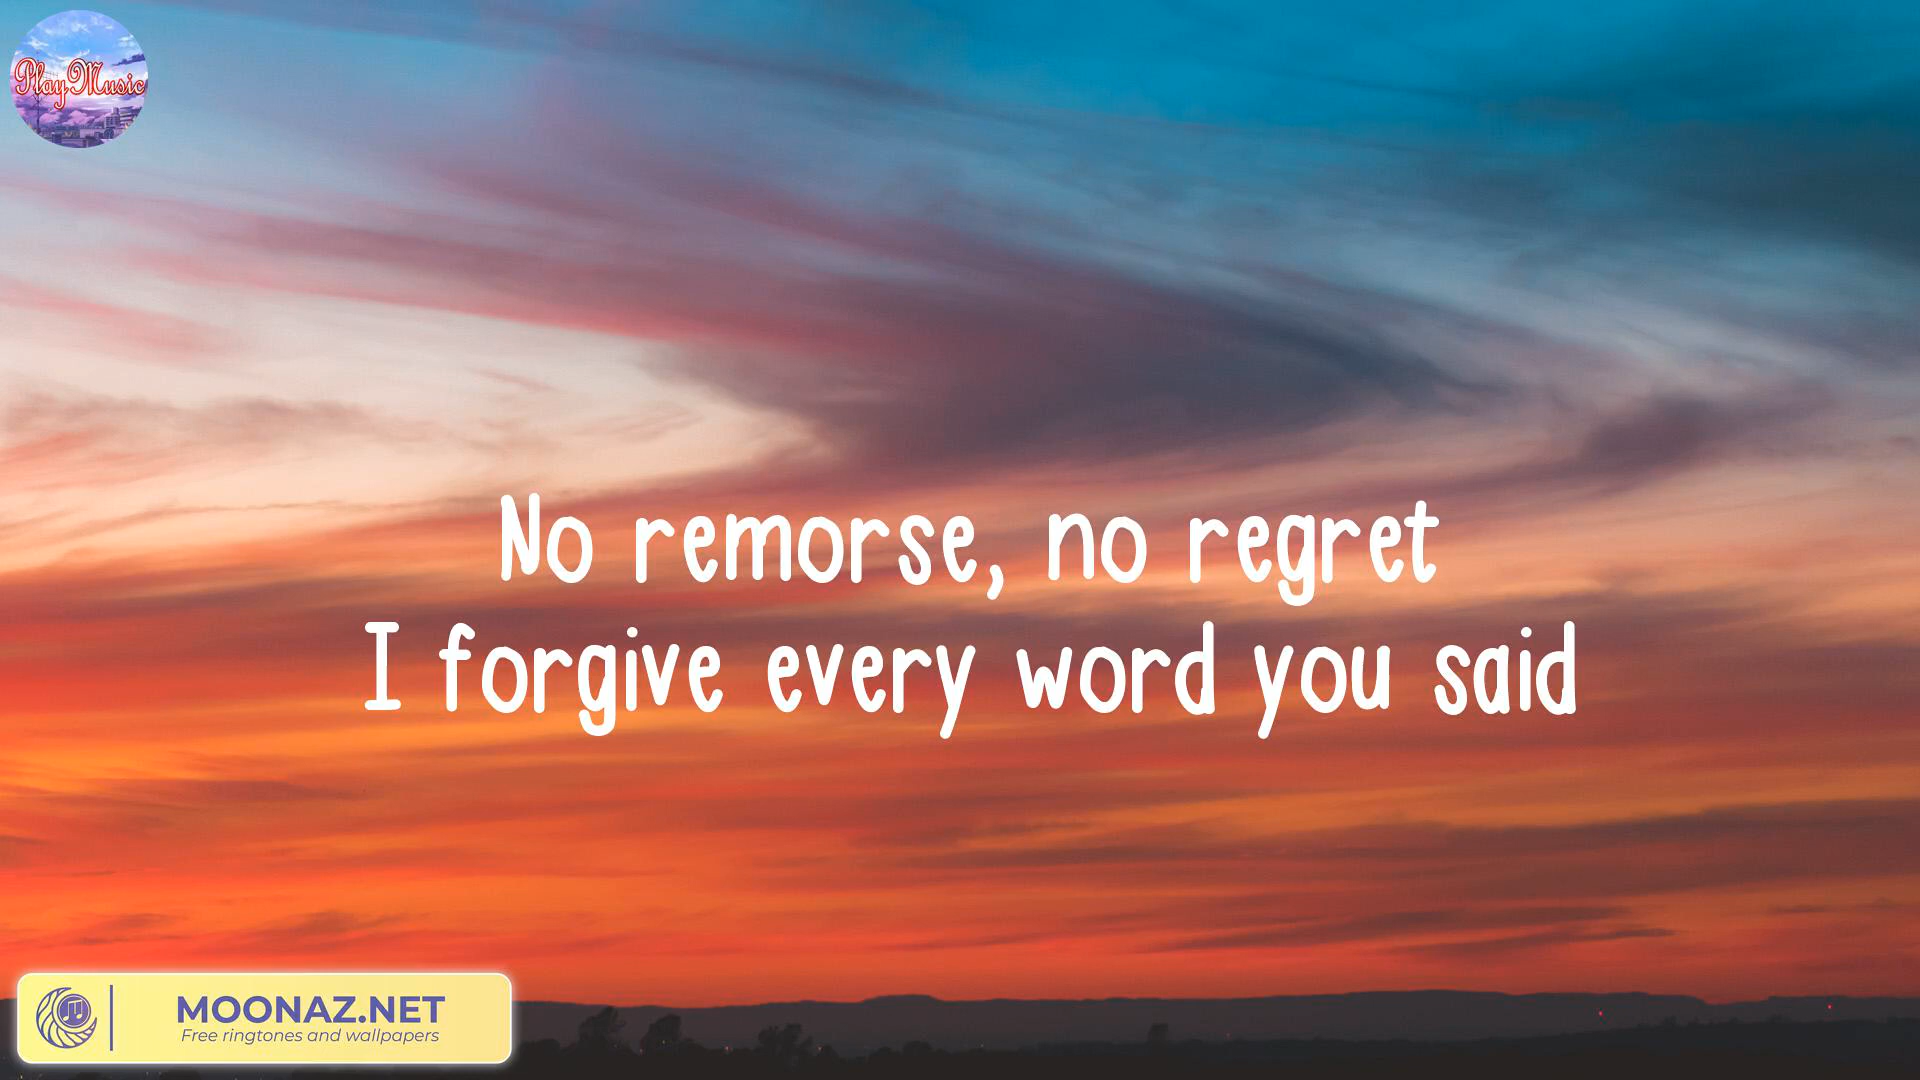 PlayMusic
No remorse, no regret
I forgive every word you said
MOONAZ.NET
Free ringtones and wallpapers